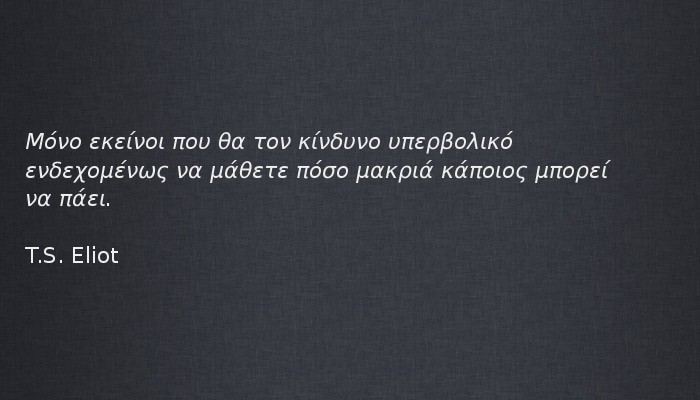 Μόνο εκείνοι που θα τον κίνδυνο υπερβολικό
ενδεχομένως να μάθετε πόσο μακριά κάποιος μπορεί
να πάει.
T.S. Eliot